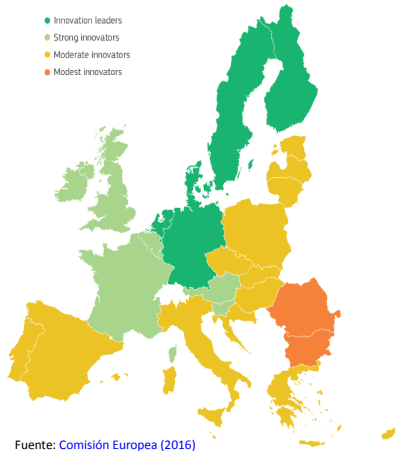 Innovation leaders
Strong innovators
Moderate innovators
Modest innovators
Fuente: Comisión Europea (2016)